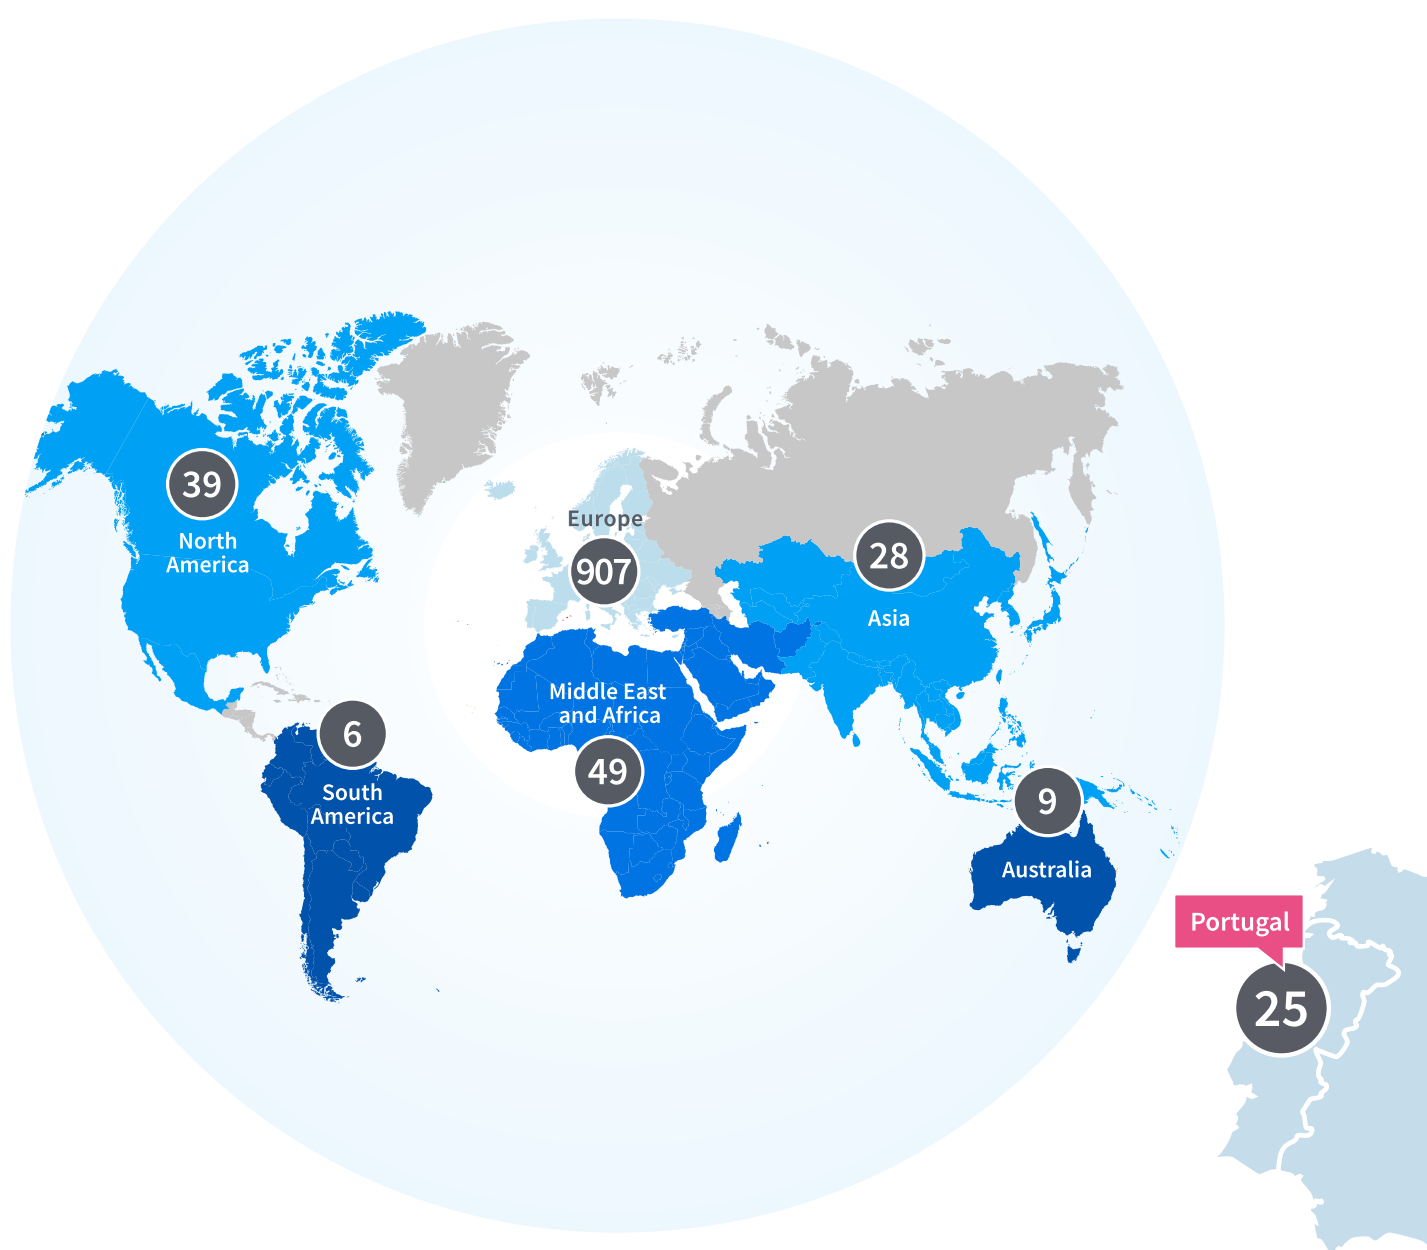 39
North
America
Europe
907
28
Asia
Middle East
and Africa
49
6
South
America
9
Australia
Portugal
25